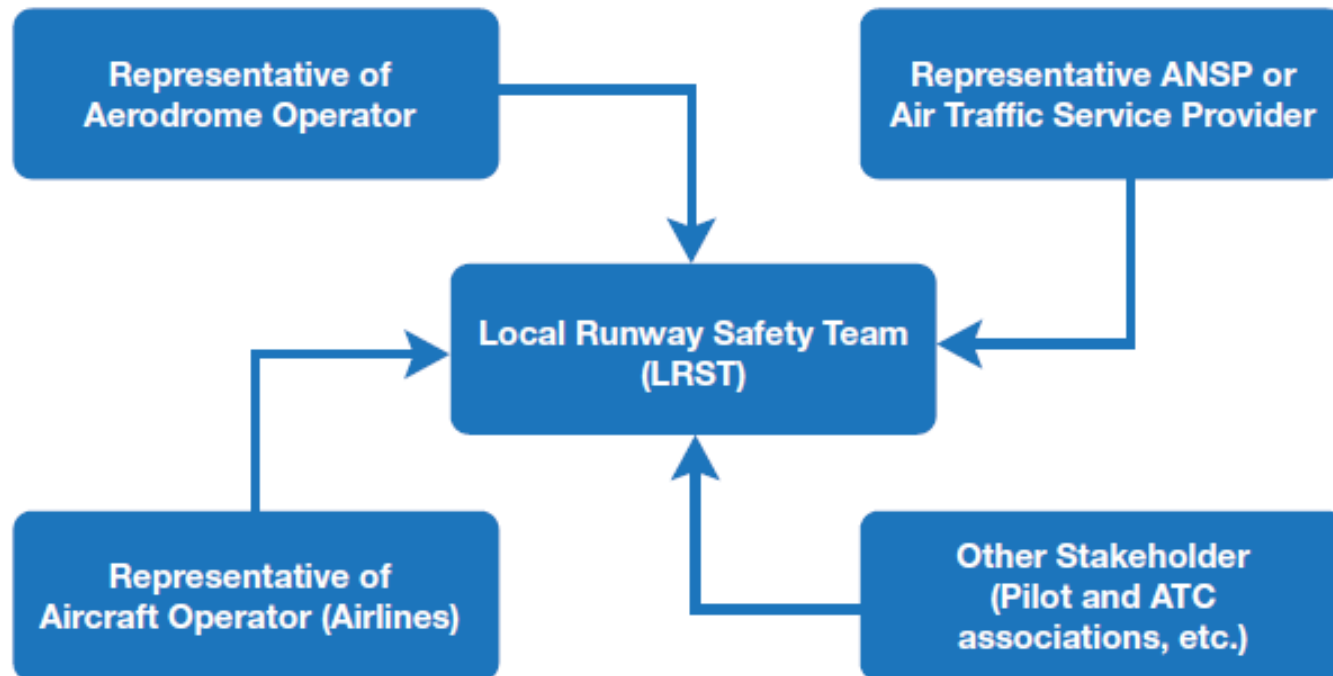 Representative of
Aerodrome Operator
Representative ANSP or
Air Traffic Service Provider
Local Runway Safety Team
(LRST)
Representative of
Aircraft Operator (Airlines)
Other Stakeholder
(Pilot and ATC
associations, etc.)